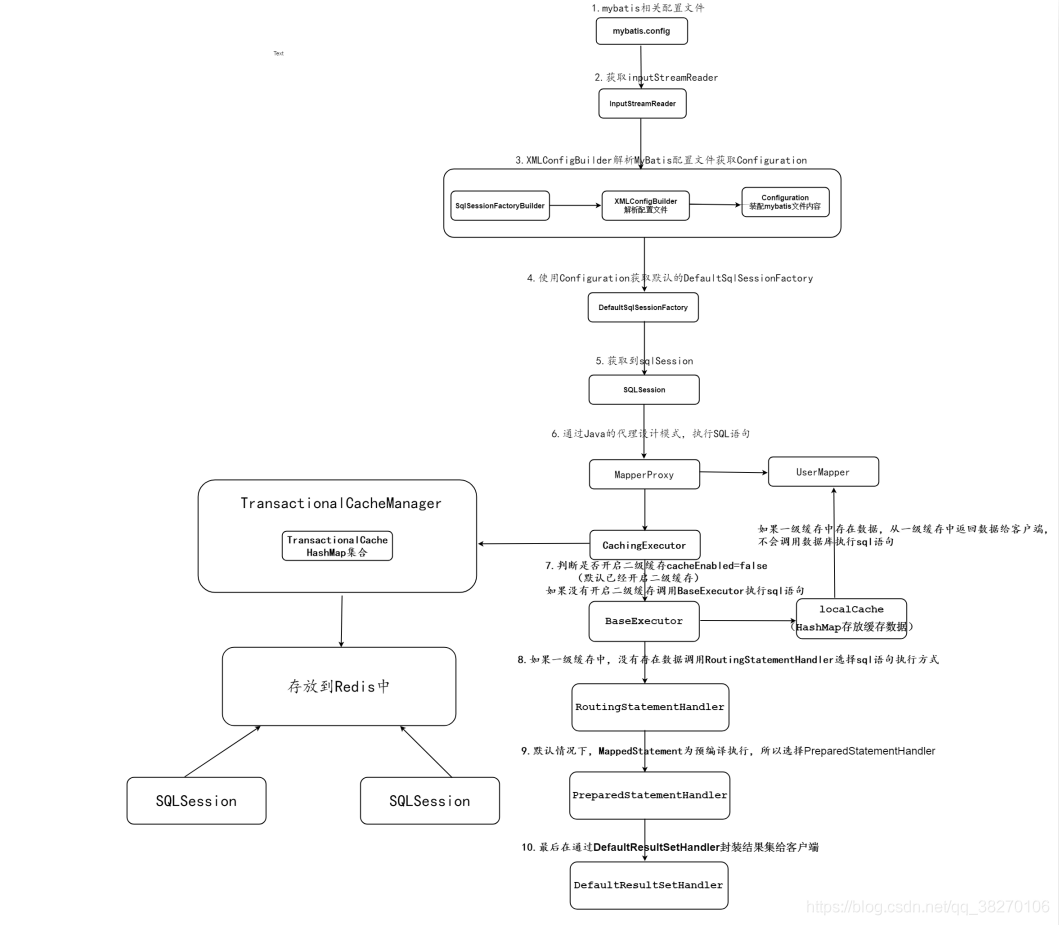 1.mybatis相关配置文件
mybatis.config
Text
2.获取inputStreamReader
InputStreamReader
3.XMLConfigBuilder解析MyBatis配置文件获取Configuration
SqlSessionFactoryBuilder
XMLConfigBuilder
解析配置文件
Configuration
装配mybatis文件内容
4.使用Configuration获取默认的DefaultSqlSessionFactory
DefaultSqlSessionFactory
5.获取到sqlSession
SQLSession
6.通过Java的代理设计模式，执行SQL语句
MapperProxy
UserMapper
TransactionalCacheManager
TransactionalCache
HashMap集合
如果一级缓存中存在数据，从一级缓存中返回数据给客户端，
不会调用数据库执行sql语句
CachingExecutor
7.判断是否开启二级缓存cacheEnabled=false
（默认已经开启二级缓存）
如果没有开启二级缓存调用BaseExecutor执行sql语句
BaseExecutor
localCache
（HashMap存放缓存数据）
8.如果一级缓存中，没有存在数据调用RoutingStatementHandler选择sql语句执行方式
存放到Redis中
RoutingStatementHandler
9.默认情况下，MappedStatement为预编译执行，所以选择PreparedStatementHandler
PreparedStatementHandler
SQLSession
SQLSession
10.最后在通过DefaultResultSetHandler封装结果集给客户端
DefaultResultSetHandler
https://blog.csdn.net/qq_38270106